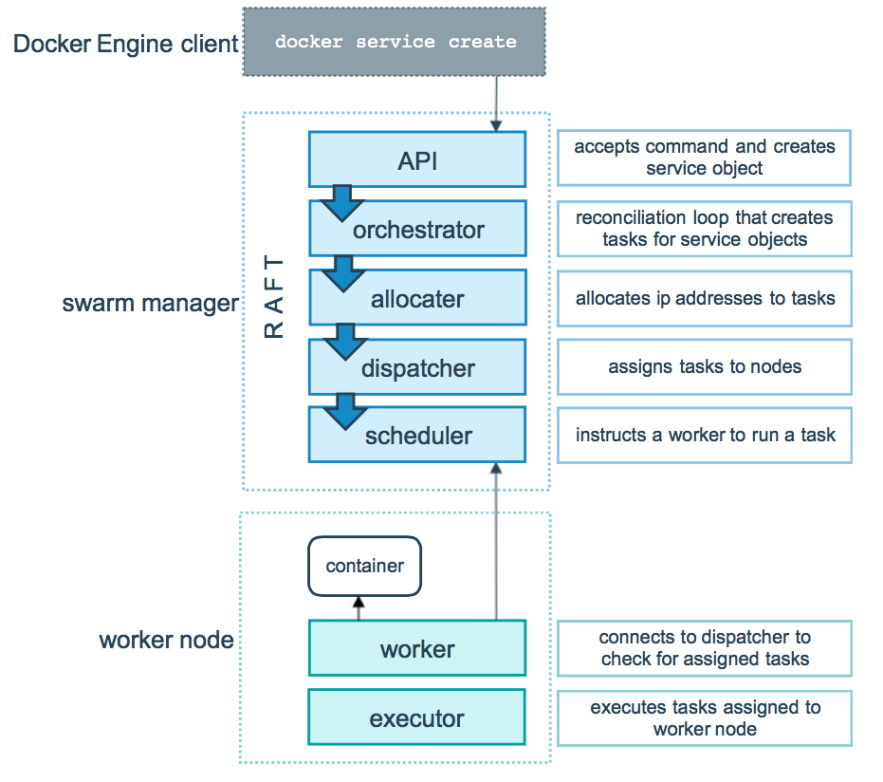 Docker Engine client
docker service create
API
accepts command and creates
service object
orchestrator
reconciliation loop that creates
tasks for service objects
RAFT
swarm manager
allocater
allocates ip addresses to tasks
dispatcher
assigns tasks to nodes
scheduler
instructs a worker to run a task
container
worker node
worker
connects to dispatcher to
check for assigned tasks
executor
executes tasks assigned to
worker node